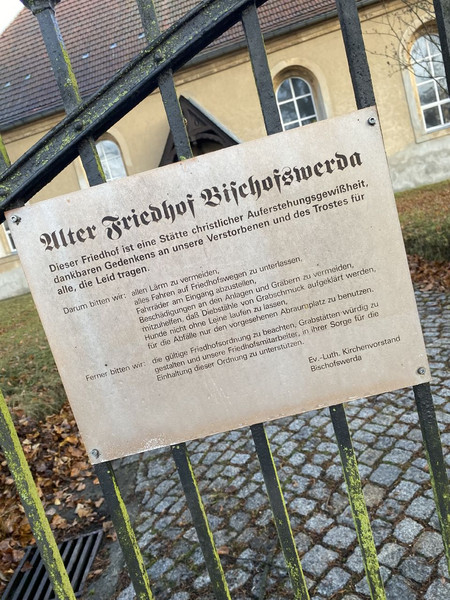 Alter Friedhof Bischofswerda
Dieser Friedhof ist eine Stätte christlicher Auferstehungsgewißheit,
dankbaren Gedenkens an unsere Verstorbenen und des Trostes für
alle, die Leid tragen.
Darum bitten wir: allen Lärm zu vermeiden,
alles Fahren auf Friedhofswegen zu unterlassen,
Fahrräder am Eingang abzustellen,
Beschädigungen an den Anlagen und Gräbern zu vermeiden,
mitzuhelfen, daß Diebstähle von Grabschmuck aufgeklärt werden,
Hunde nicht ohne Leine laufen zu lassen,
für die Abfälle nur den vorgesehenen Abraumplatz zu benutzen.
Ferner bitten wir: die gültige Friedhofsordnung zu beachten, Grabstätten würdig zu
gestalten und unsere Friedhofsmitarbeiter, in ihrer Sorge für die
Einhaltung dieser Ordnung zu unterstützen.
Ev.-Luth. Kirchenvorstand
Bischofswerda